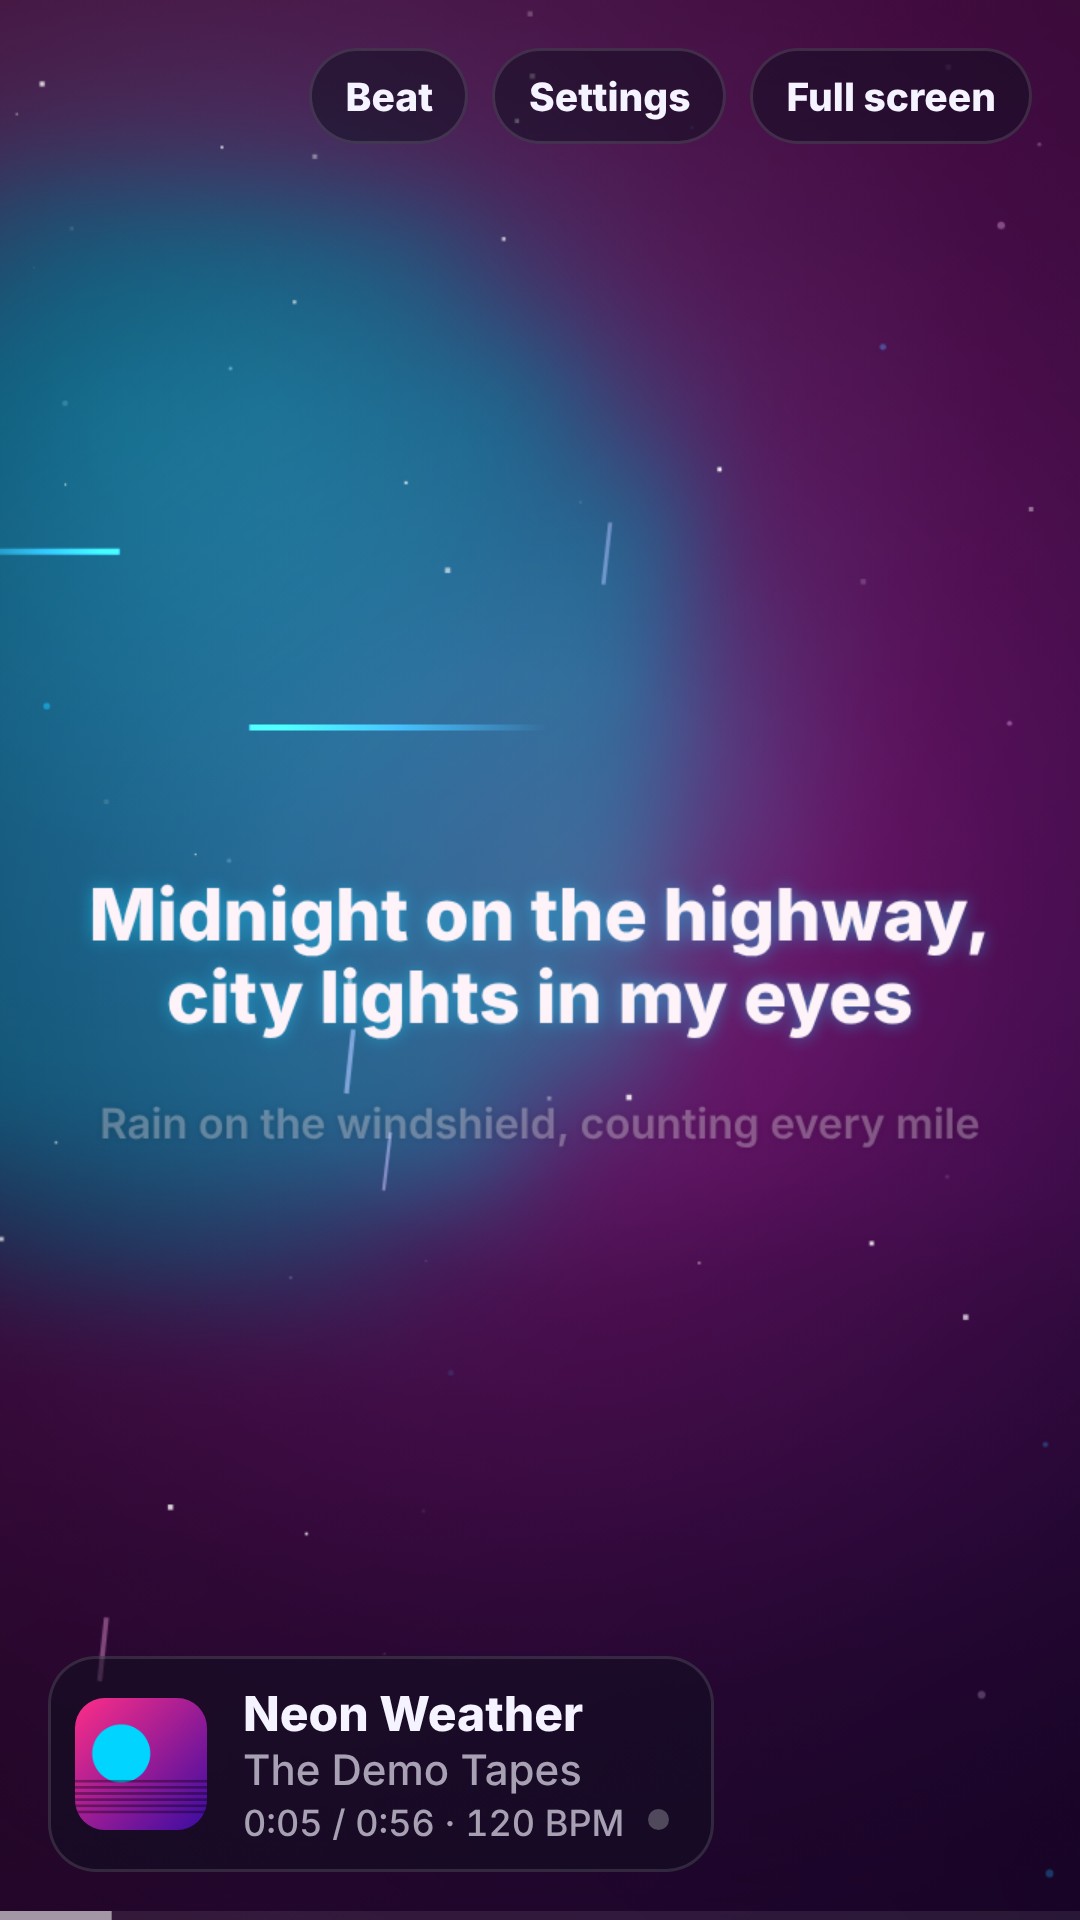 Beat Settings Full screen
Midnight on the highway,
city lights in my eyes
Rain on the windshield, counting every mile
Neon Weather
The Demo Tapes
0:05 / 0:56 · 120 BPM